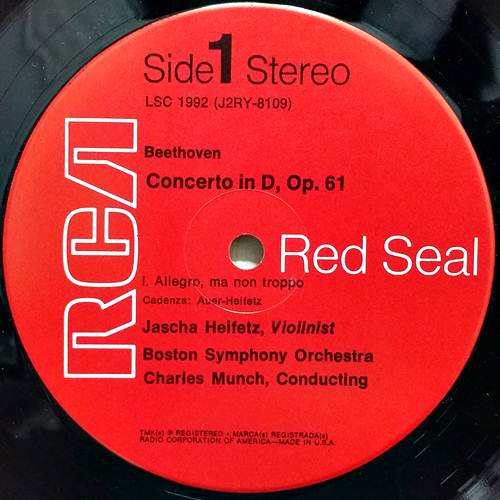 Side 1 Stereo
LSC 1992 (J2RY-8109)
Beethoven
Concerto in D, Op. 61
RCA
Red Seal
I. Allegro, ma non troppo
Cadenza: Auer-Heifetz
Jascha Heifetz, Violinist
Boston Symphony Orchestra
Charles Munch, Conducting
TMK(s) ® REGISTERED • MARCA(s) REGISTRADA(s)
RADIO CORPORATION OF AMERICA—MADE IN U.S.A.